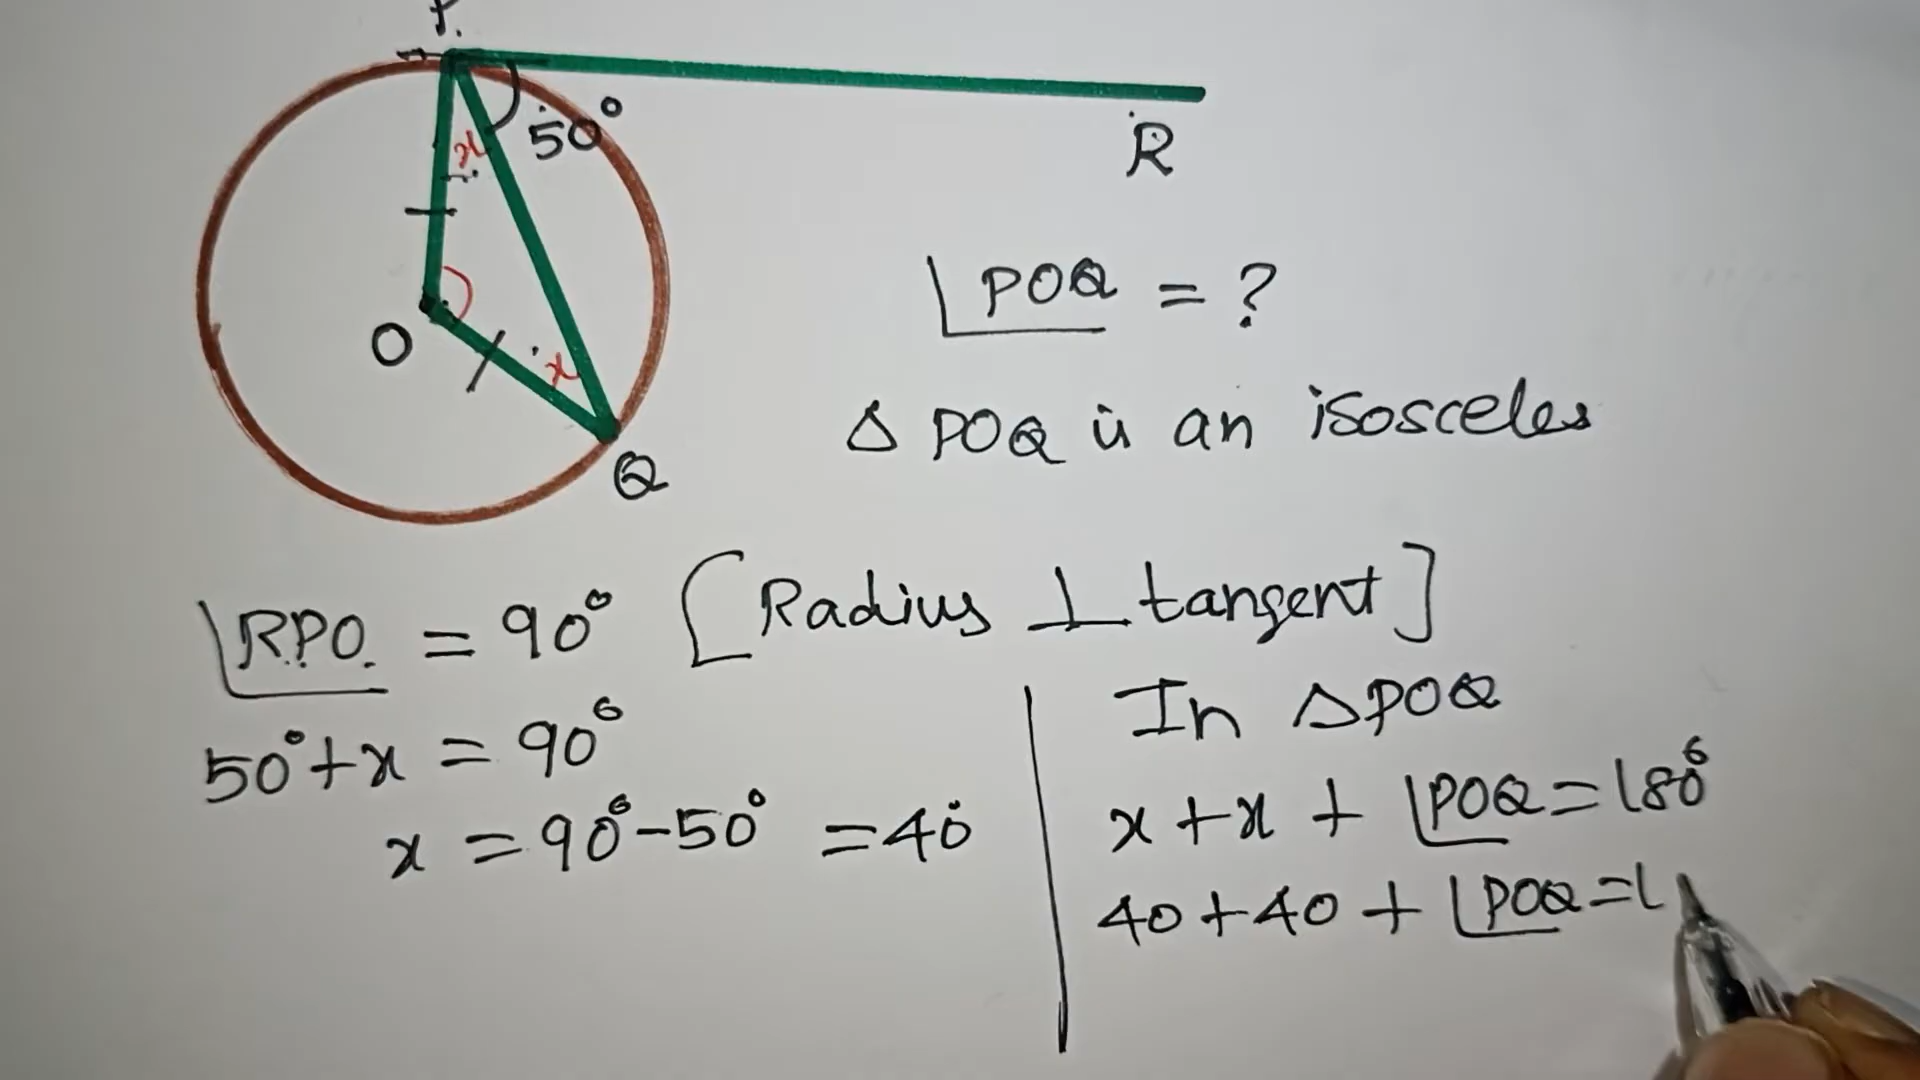 P.
50°
x
R
x
O
Q
∠POQ = ?
Δ POQ is an isosceles
∠RPO = 90° [Radius ⊥ tangent]
50°+x = 90°
x = 90°-50° = 40°
In ΔPOQ
x+x + ∠POQ = 180°
40+40 + ∠POQ = 1